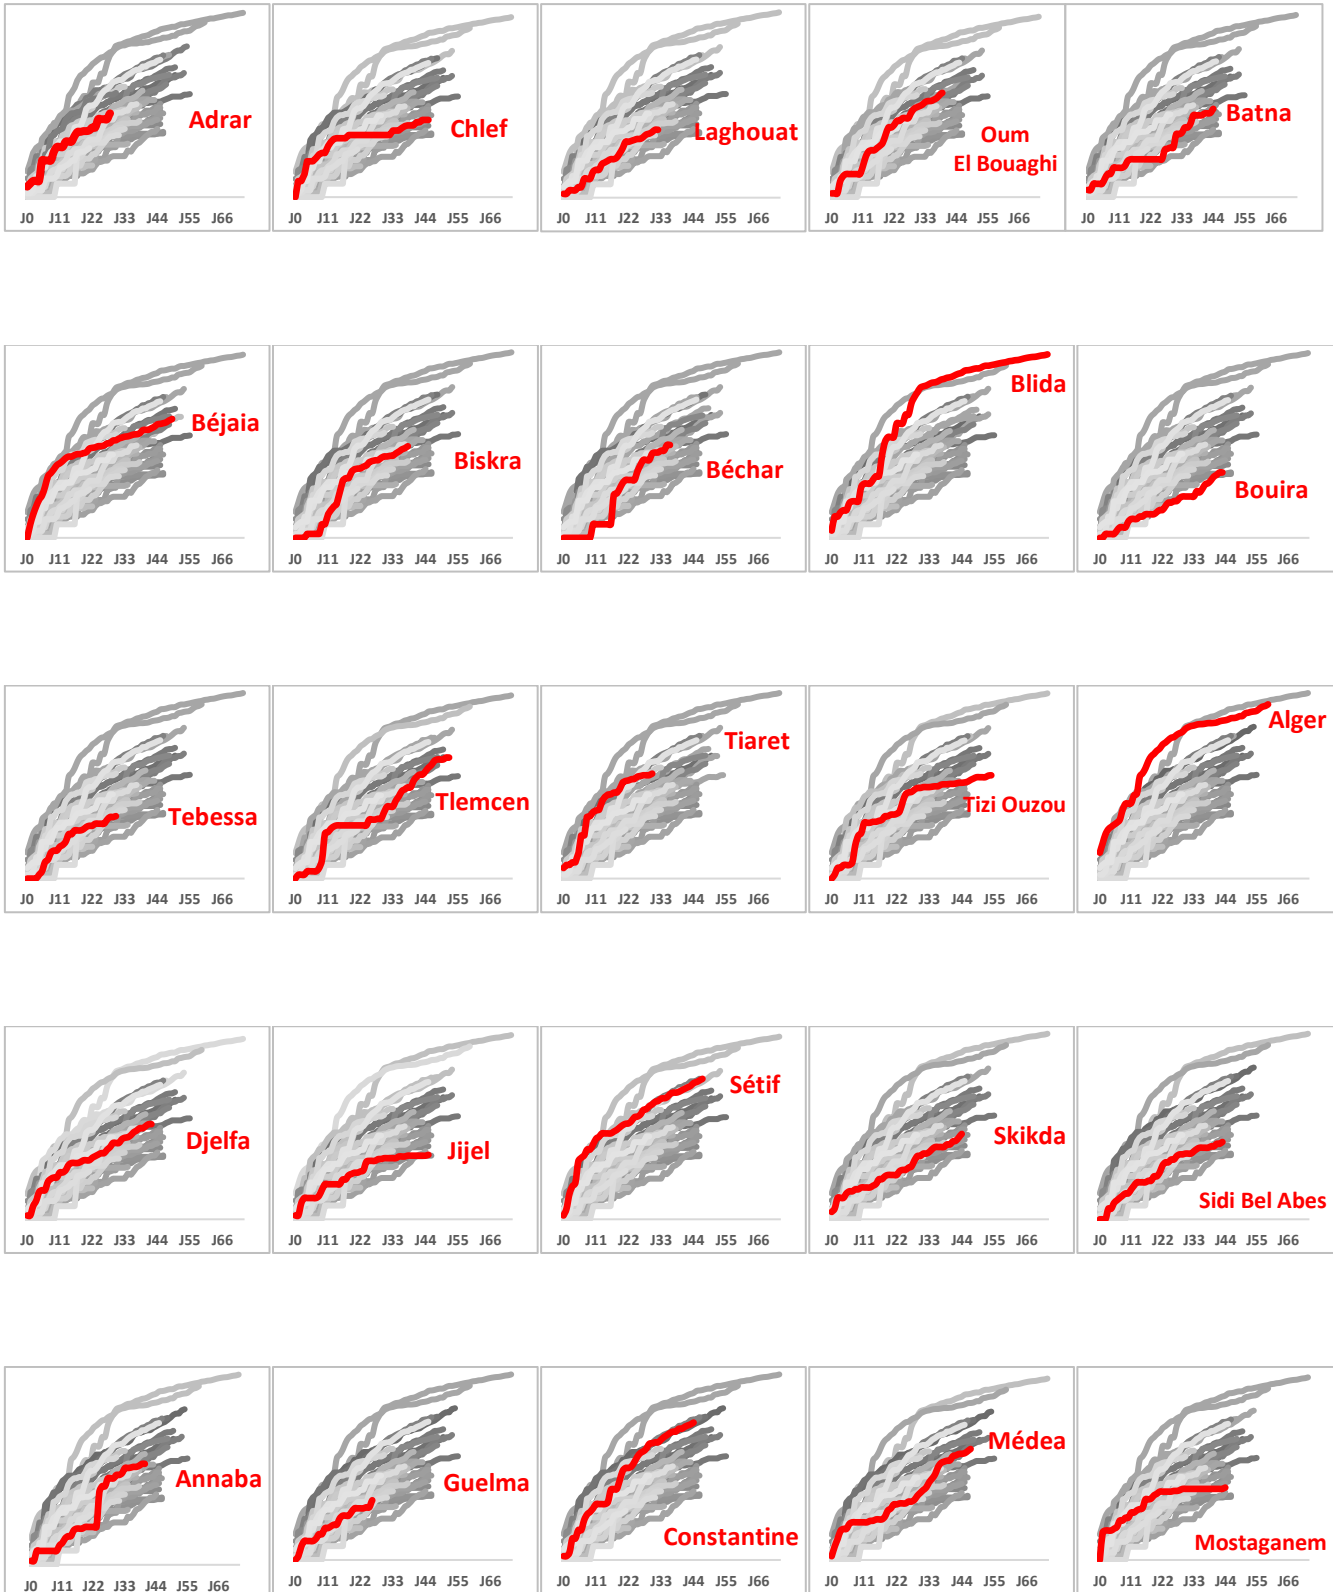 Adrar
J0 J11 J22 J33 J44 J55 J66
Chlef
J0 J11 J22 J33 J44 J55 J66
Laghouat
J0 J11 J22 J33 J44 J55 J66
Oum
El Bouaghi
J0 J11 J22 J33 J44 J55 J66
Batna
J0 J11 J22 J33 J44 J55 J66
Béjaia
J0 J11 J22 J33 J44 J55 J66
Biskra
J0 J11 J22 J33 J44 J55 J66
Béchar
J0 J11 J22 J33 J44 J55 J66
Blida
J0 J11 J22 J33 J44 J55 J66
Bouira
J0 J11 J22 J33 J44 J55 J66
Tebessa
J0 J11 J22 J33 J44 J55 J66
Tlemcen
J0 J11 J22 J33 J44 J55 J66
Tiaret
J0 J11 J22 J33 J44 J55 J66
Tizi Ouzou
J0 J11 J22 J33 J44 J55 J66
Alger
J0 J11 J22 J33 J44 J55 J66
Djelfa
J0 J11 J22 J33 J44 J55 J66
Jijel
J0 J11 J22 J33 J44 J55 J66
Sétif
J0 J11 J22 J33 J44 J55 J66
Skikda
J0 J11 J22 J33 J44 J55 J66
Sidi Bel Abes
J0 J11 J22 J33 J44 J55 J66
Annaba
J0 J11 J22 J33 J44 J55 J66
Guelma
J0 J11 J22 J33 J44 J55 J66
Constantine
J0 J11 J22 J33 J44 J55 J66
Médea
J0 J11 J22 J33 J44 J55 J66
Mostaganem
J0 J11 J22 J33 J44 J55 J66